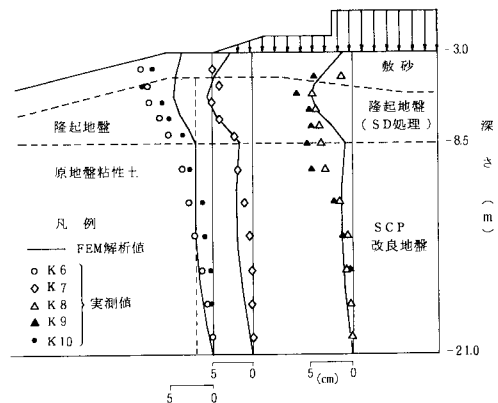 -3.0
敷砂
隆起地盤
(SD処理)
隆起地盤
-8.5
深さ (m)
原地盤粘性土
凡例
FEM解析値
SCP
改良地盤
K6
K7
K8
K9
K10
実測値
-21.0
5 0 5 (cm) 0
5 0